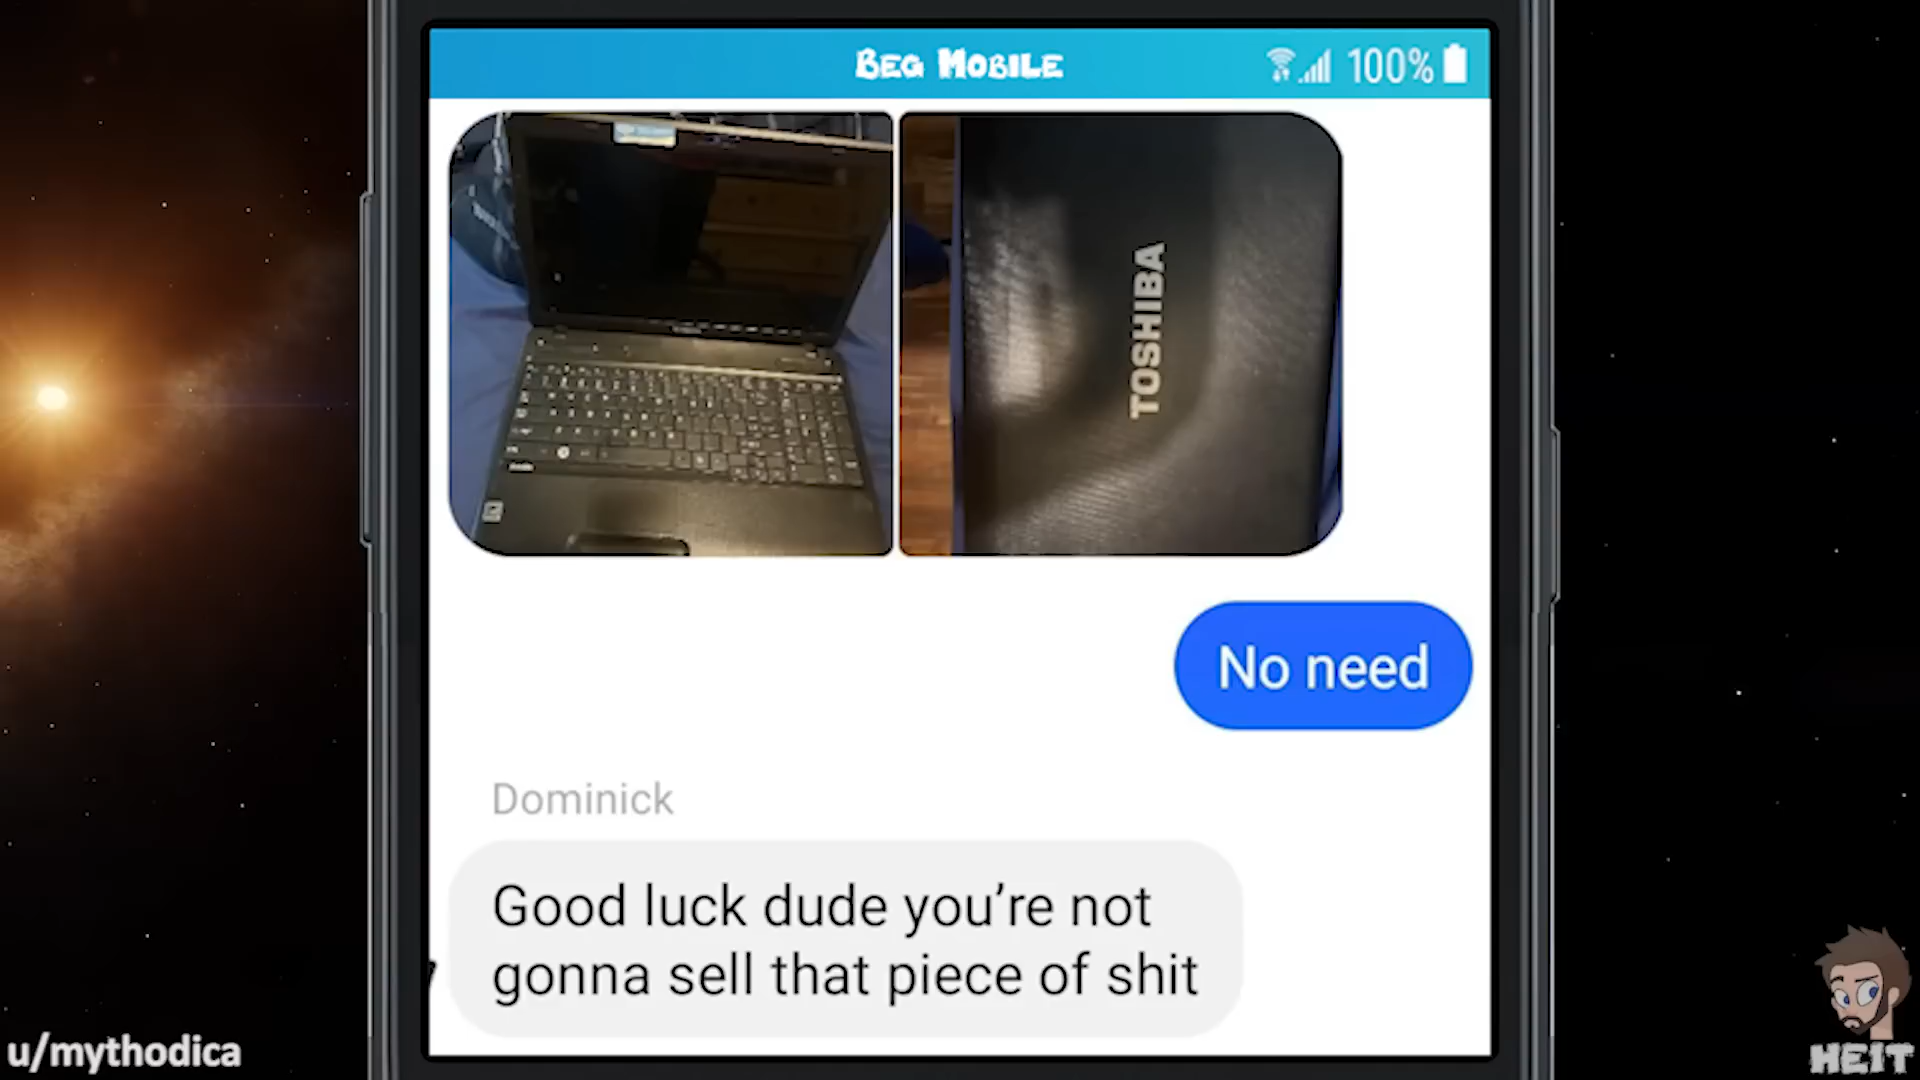 BEG MOBILE
100%
TOSHIBA
No need
Dominick
Good luck dude you’re not
gonna sell that piece of shit
u/mythodica
HEIT